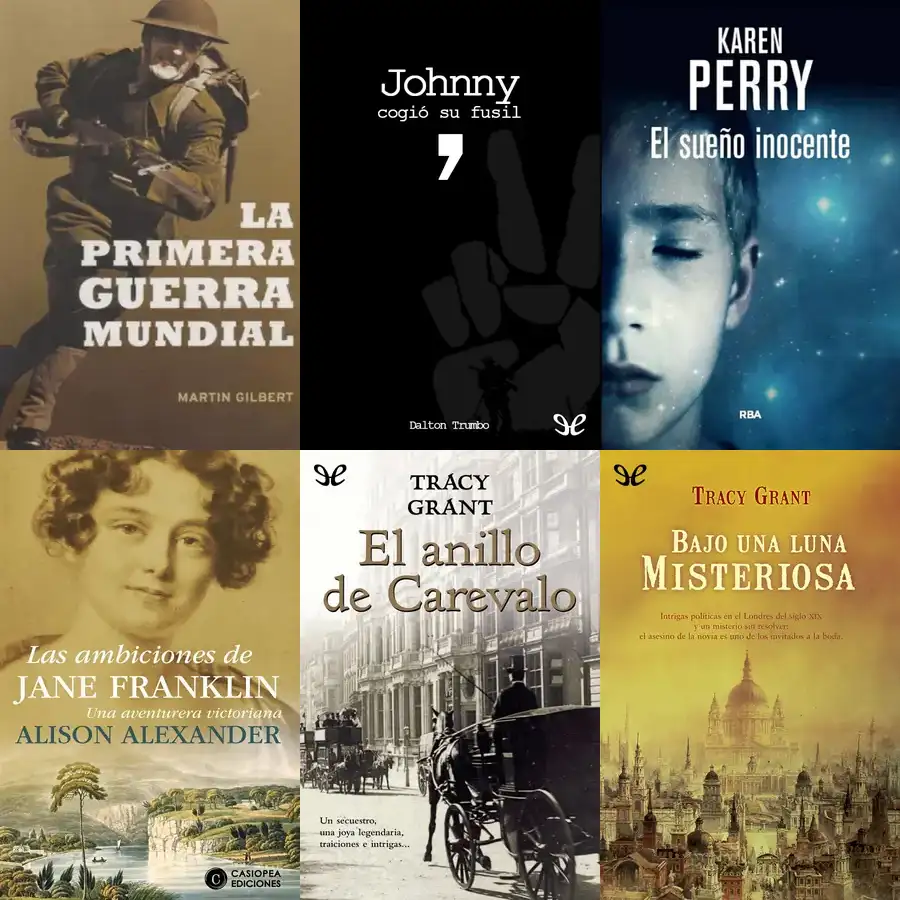 LA
PRIMERA
GUERRA
MUNDIAL
MARTIN GILBERT
Johnny
cogió su fusil
,
Dalton Trumbo
KAREN
PERRY
El sueño inocente
RBA
Las ambiciones de
JANE FRANKLIN
Una aventurera victoriana
ALISON ALEXANDER
C
CASIOPEA
EDICIONES
TRACY
GRANT
El anillo
de Carevalo
Un secuestro,
una joya legendaria,
traiciones e intrigas...
TRACY GRANT
BAJO UNA LUNA
MISTERIOSA
Intrigas políticas en el Londres del siglo XIX
y un misterio sin resolver:
el asesino de la novia es uno de los invitados a la boda.